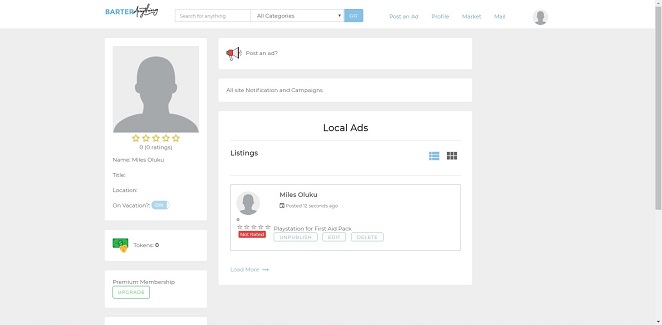 BARTER Anything
Search for anything
All Categories
GO
Post an Ad
Profile
Market
Mail
0 (0 ratings)
Name: Miles Oluku
Title:
Location:
On Vacation?: ON
Tokens: 0
Premium Membership
UPGRADE
Post an ad?
All site Notification and Campaigns
Local Ads
Listings
Miles Oluku
Posted 12 seconds ago
Not Rated
Playstation for First Aid Pack
UNPUBLISH
EDIT
DELETE
Load More